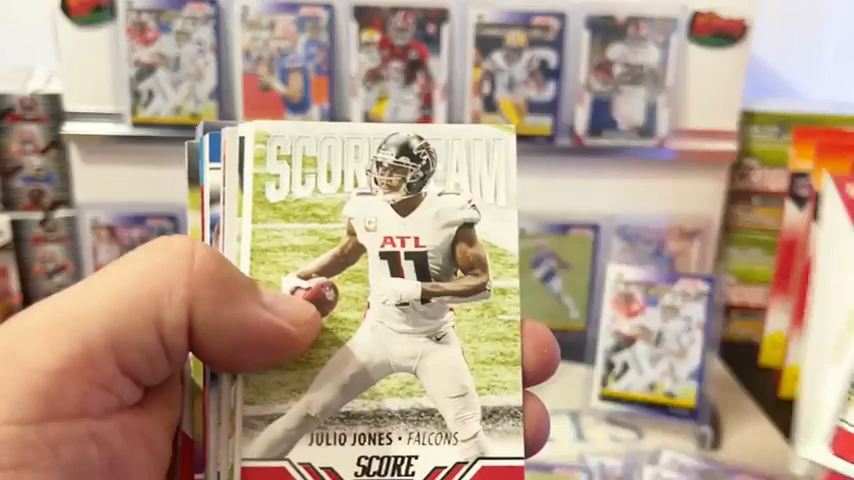 SCORE TEAM
ATL
11
JULIO JONES • FALCONS
SCORE